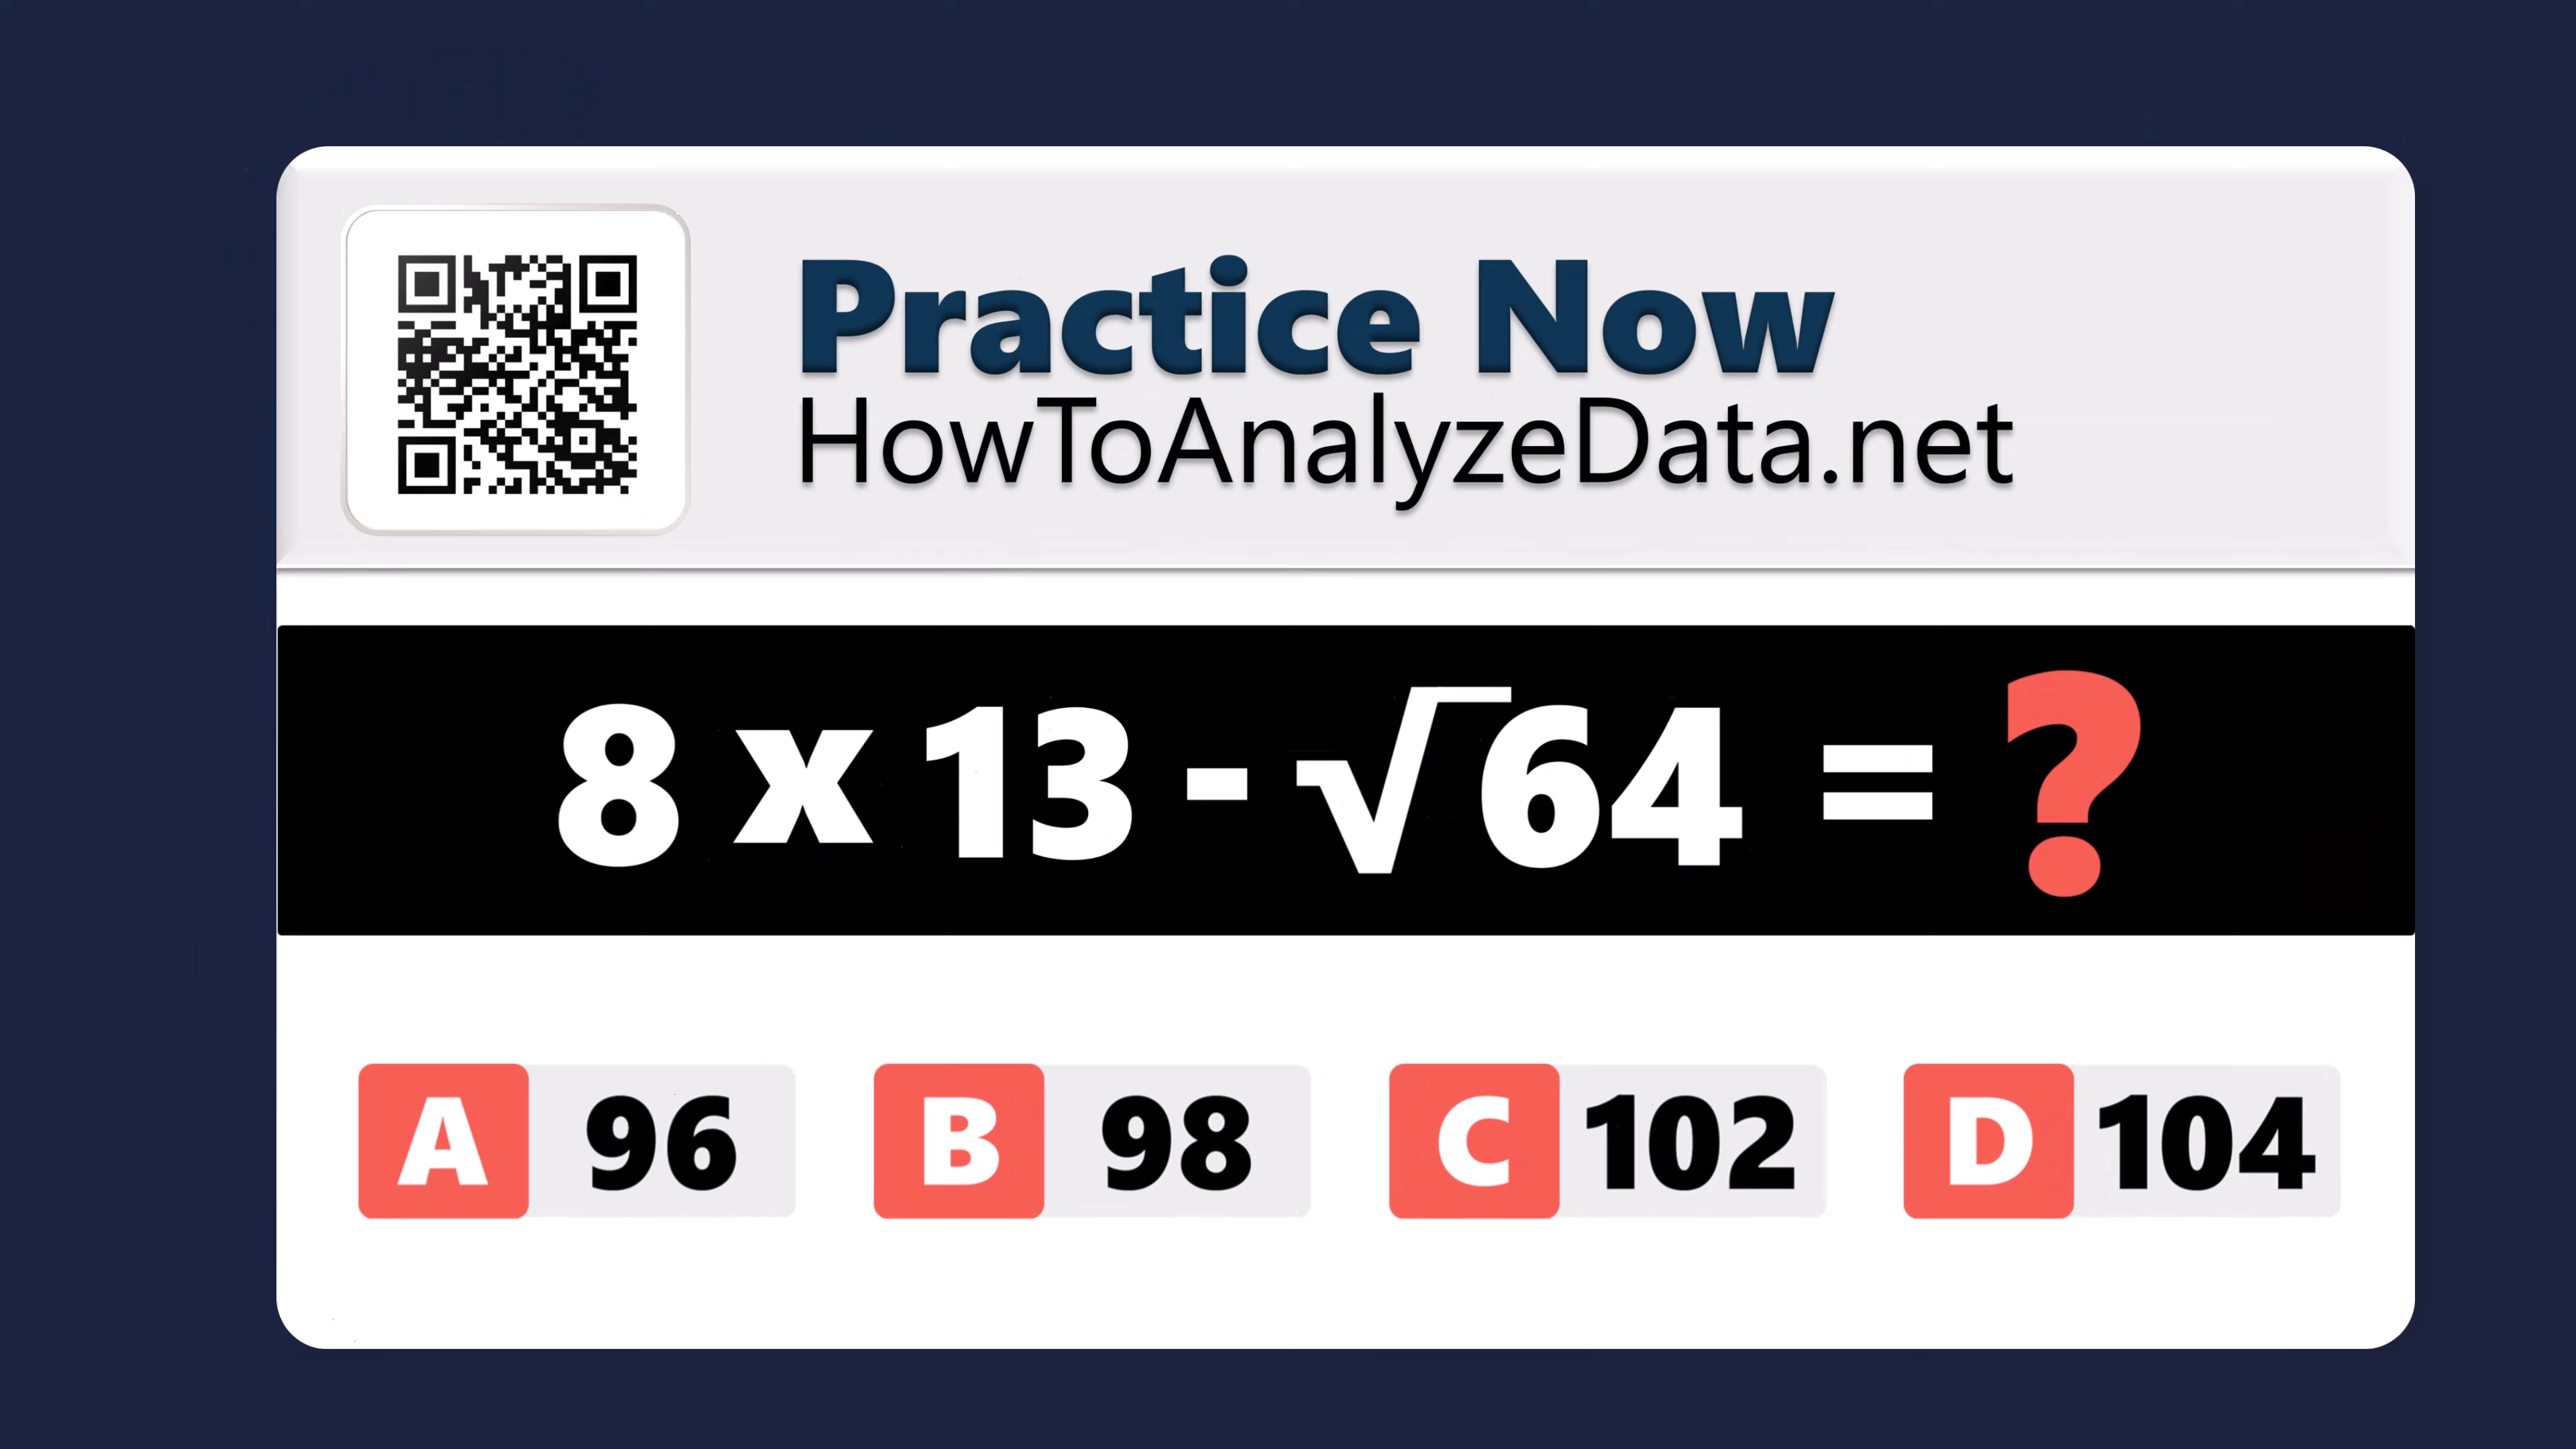 Practice Now
HowToAnalyzeData.net
8 x 13 - √64 = ?
A 96 B 98 C 102 D 104